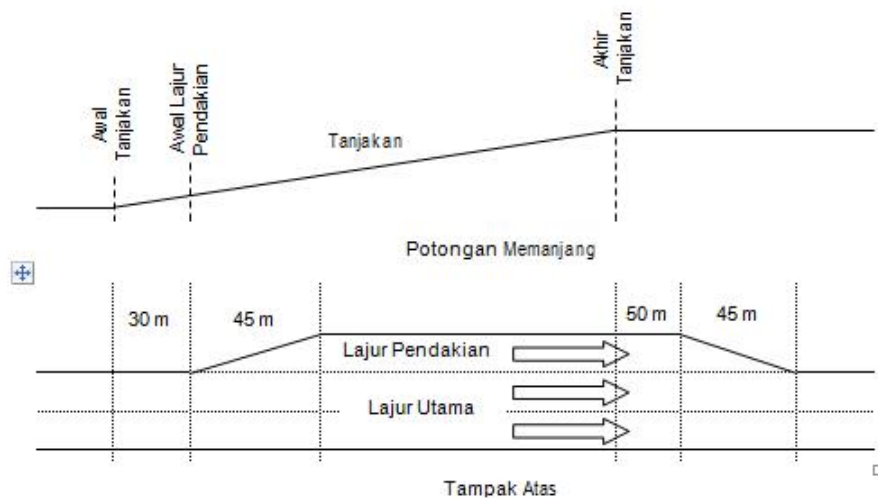 Awal
Tanjakan
Awal Lajur
Pendakian
Tanjakan
Akhir
Tanjakan
Potongan Memanjang
30 m
45 m
50 m
45 m
Lajur Pendakian
Lajur Utama
Tampak Atas